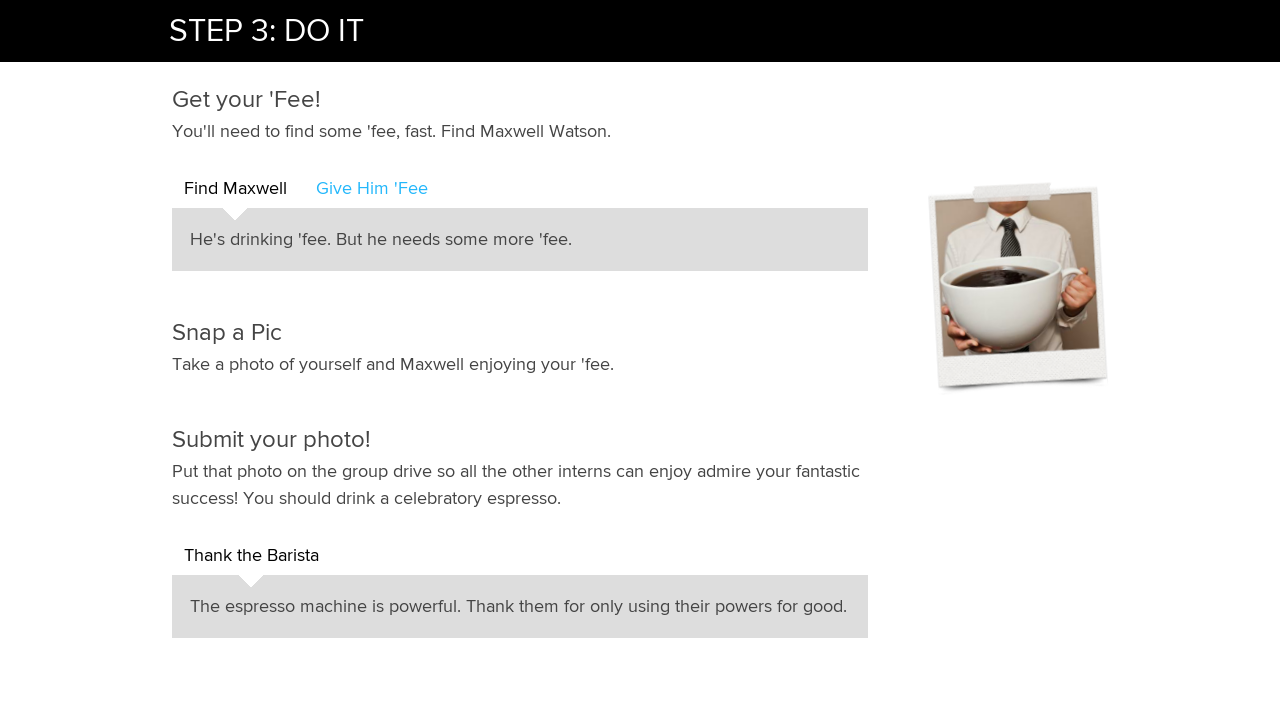 STEP 3: DO IT
Get your 'Fee!
You'll need to find some 'fee, fast. Find Maxwell Watson.
Find Maxwell
Give Him 'Fee
He's drinking 'fee. But he needs some more 'fee.
Snap a Pic
Take a photo of yourself and Maxwell enjoying your 'fee.
Submit your photo!
Put that photo on the group drive so all the other interns can enjoy admire your fantastic
success! You should drink a celebratory espresso.
Thank the Barista
The espresso machine is powerful. Thank them for only using their powers for good.